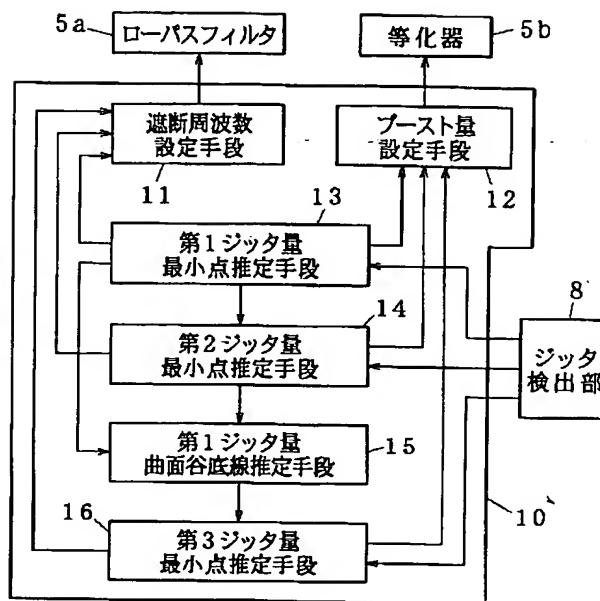 5a
ローパスフィルタ
等化器
5b
遮断周波数
設定手段
11
ブースト量
設定手段
12
13
第1ジッタ量
最小点推定手段
14
第2ジッタ量
最小点推定手段
8
ジッタ
検出部
第1ジッタ量
曲面谷底線推定手段
15
16
第3ジッタ量
最小点推定手段
10